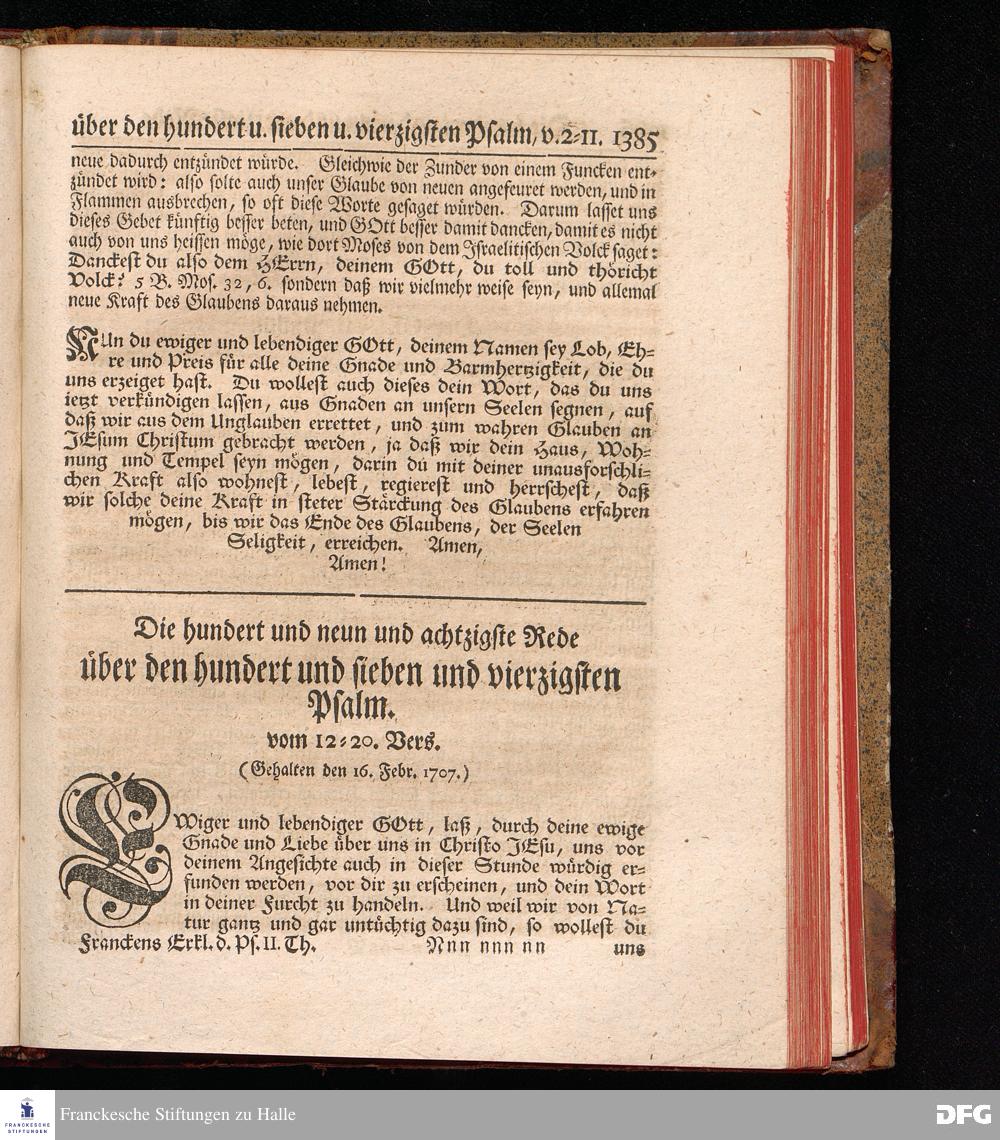 über den hundert u. sieben u. vierzigsten Psalm, v. 2-11. 1385
neue dadurch entzündet würde. Gleichwie der Zunder von einem Funcken ent-
zündet wird: also solte auch unser Glaube von neuen angefeuret werden, und in
Flammen ausbrechen, so oft diese Worte gesaget würden. Darum lasset uns
dieses Gebet künftig besser beten, und GOtt besser damit dancken, damit es nicht
auch von uns heissen möge, wie dort Moses von dem Israelitischen Volck saget:
Danckest du also dem HErrn, deinem GOtt, du toll und thöricht
Volck? 5 B. Mos. 32, 6. sondern daß wir vielmehr weise seyn, und allemal
neue Kraft des Glaubens daraus nehmen.
NUn du ewiger und lebendiger GOtt, deinem Namen sey Lob, Eh-
re und Preis für alle deine Gnade und Barmhertzigkeit, die du
uns erzeiget hast. Du wollest auch dieses dein Wort, das du uns
ietzt verkündigen lassen, aus Gnaden an unsern Seelen segnen, auf
daß wir aus dem Unglauben errettet, und zum wahren Glauben an
JEsum Christum gebracht werden, ja daß wir dein Haus, Woh-
nung und Tempel seyn mögen, darin du mit deiner unausforschli-
chen Kraft also wohnest, lebest, regierest und herrschest, daß
wir solche deine Kraft in steter Stärckung des Glaubens erfahren
mögen, bis wir das Ende des Glaubens, der Seelen
Seligkeit, erreichen. Amen,
Amen!
Die hundert und neun und achtzigste Rede
über den hundert und sieben und vierzigsten
Psalm.
vom 12-20. Vers.
(Gehalten den 16. Febr. 1707.)
EWiger und lebendiger GOtt, laß, durch deine ewige
Gnade und Liebe über uns in Christo JEsu, uns vor
deinem Angesichte auch in dieser Stunde würdig er-
funden werden, vor dir zu erscheinen, und dein Wort
in deiner Furcht zu handeln. Und weil wir von Na-
tur gantz und gar untüchtig dazu sind, so wollest du
Franckens Erkl. d. Ps. II. Th. Nnn nnn nn uns
FRANCKESCHE
STIFTUNGEN
Franckesche Stiftungen zu Halle
DFG